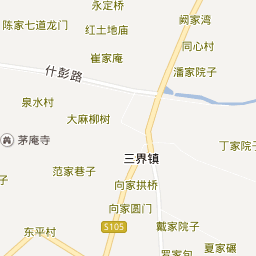 永定桥
阙家湾
陈家七道龙门
红土地庙
同心村
崔家庵
潘家院子
什彭路
泉水村
大麻柳树
茅庵寺
丁家院子
三界镇
范家巷子
向家拱桥
向家圆门
S105
戴家院子
东平村
夏家碾
罗家包